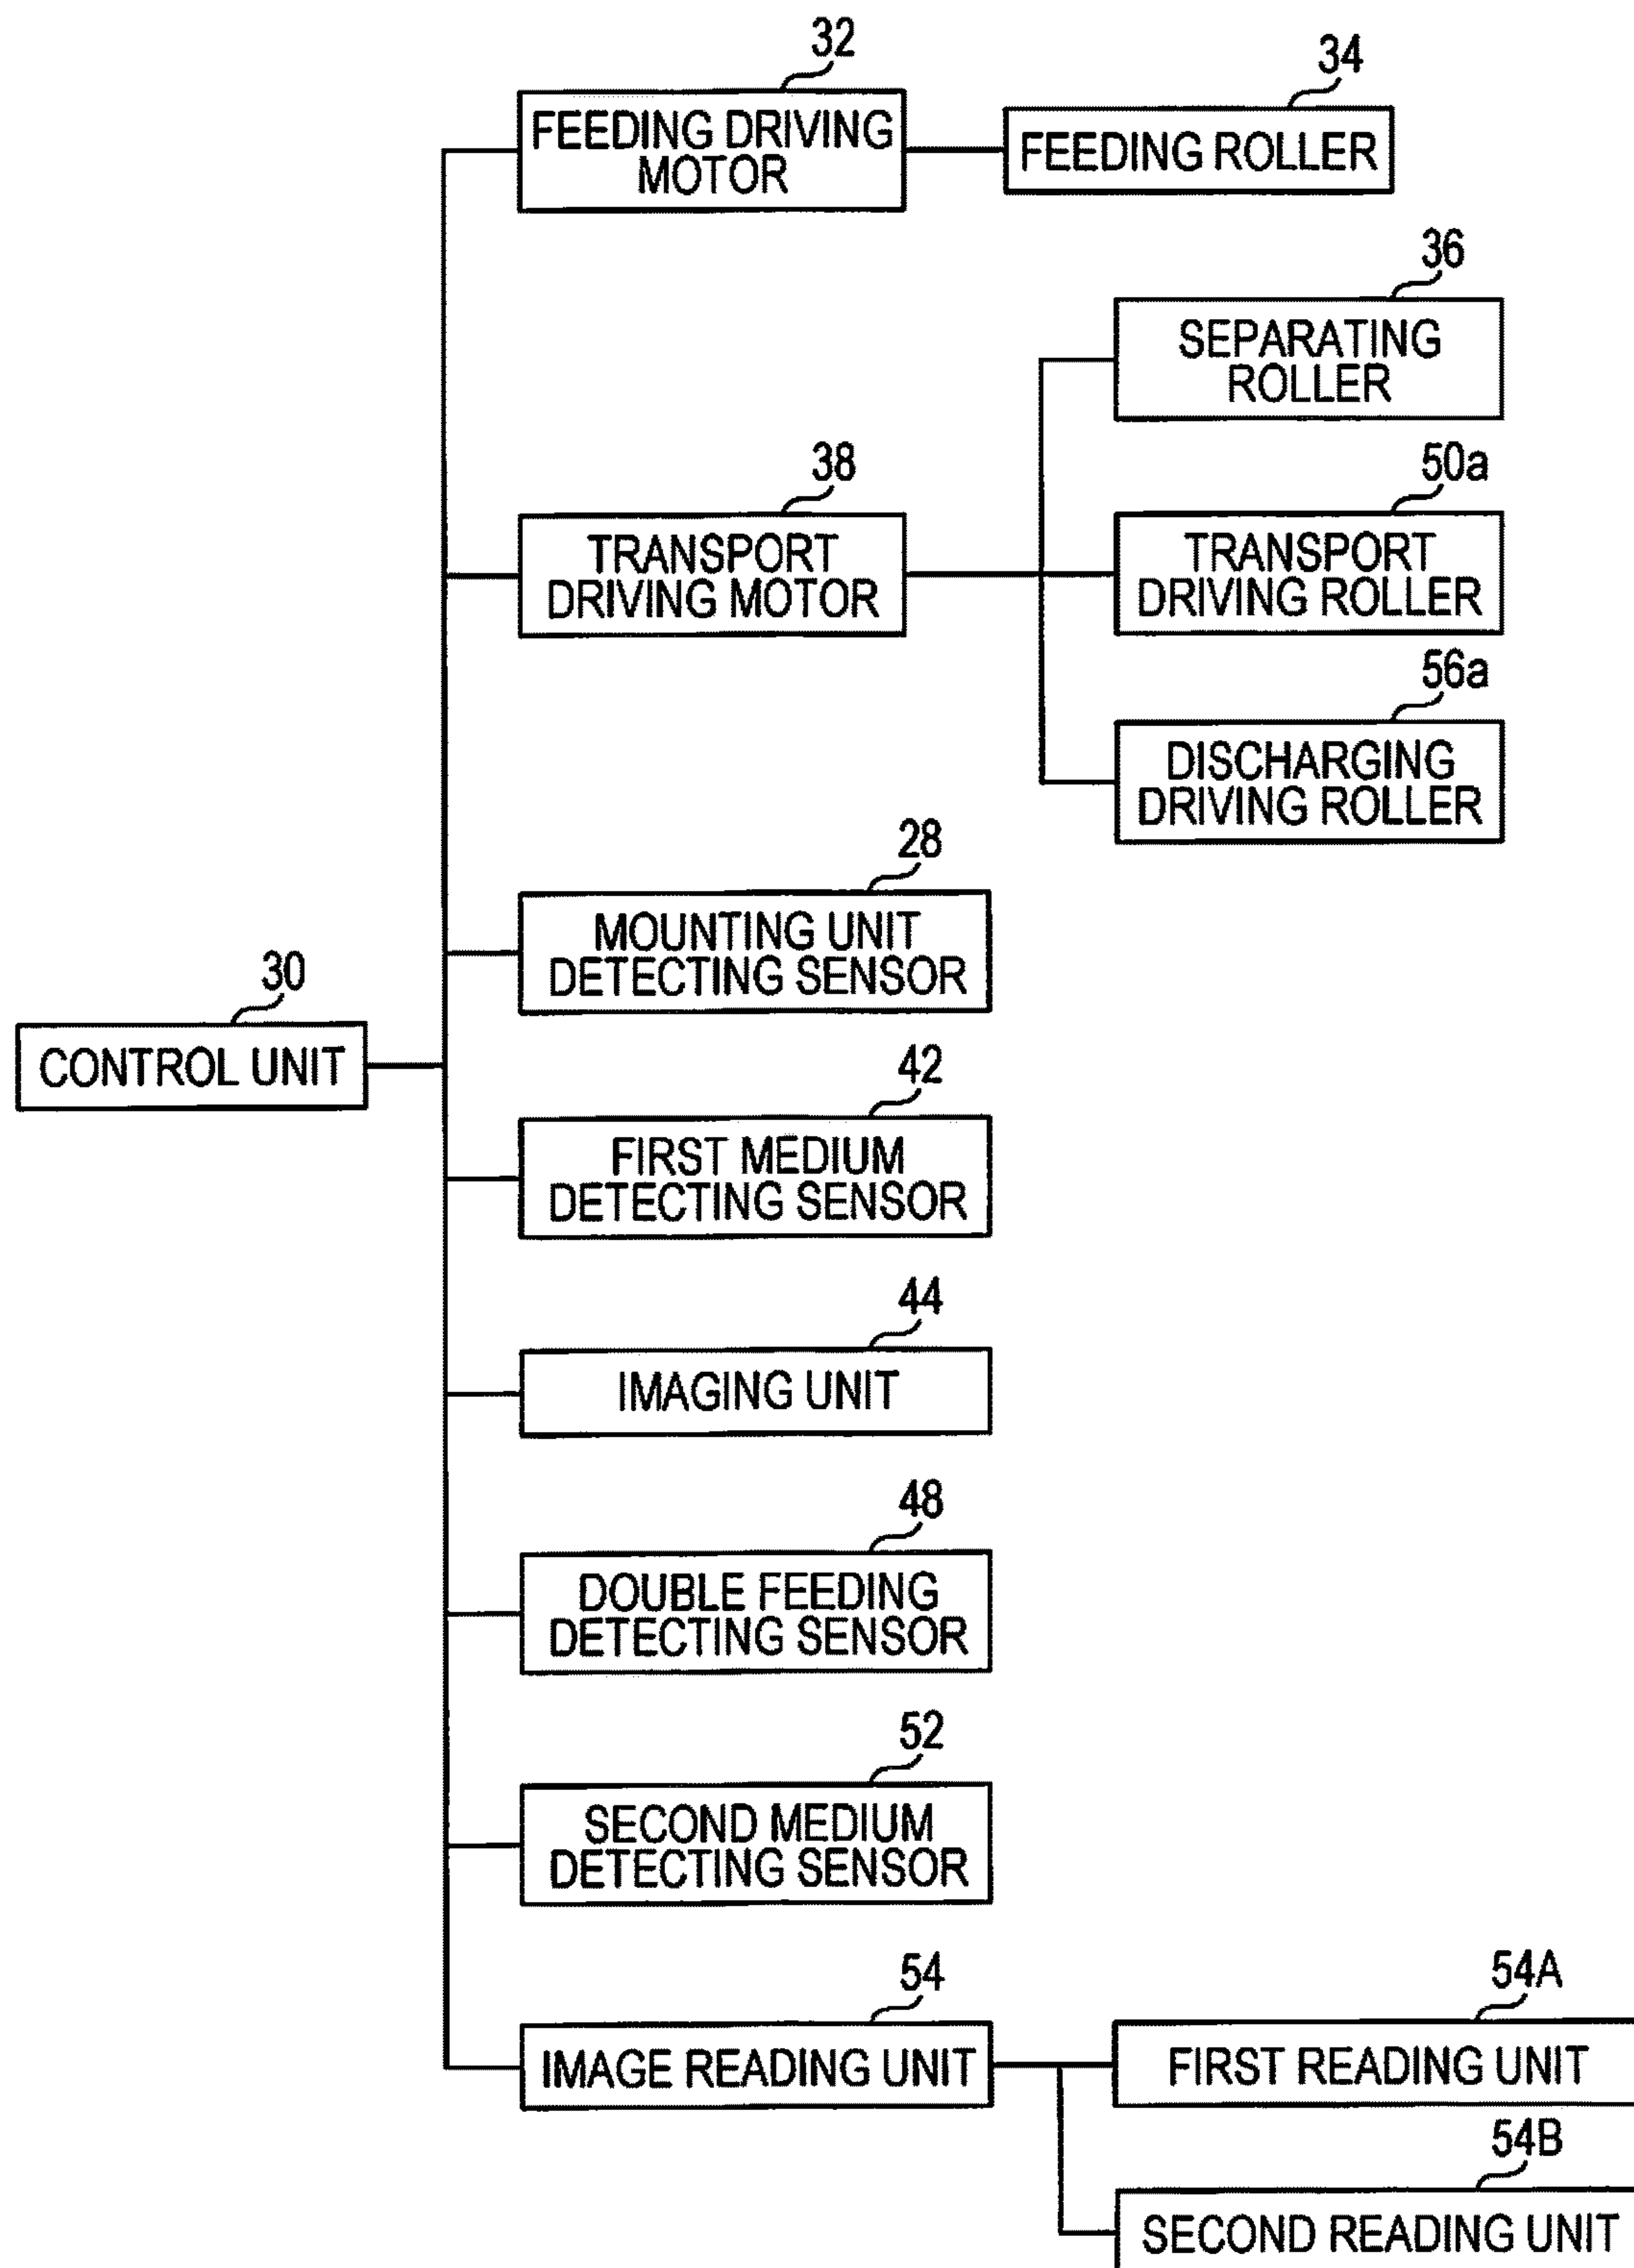 32
FEEDING DRIVING
MOTOR
34
FEEDING ROLLER
36
SEPARATING
ROLLER
38
TRANSPORT
DRIVING MOTOR
50a
TRANSPORT
DRIVING ROLLER
56a
DISCHARGING
DRIVING ROLLER
28
MOUNTING UNIT
DETECTING SENSOR
30
CONTROL UNIT
42
FIRST MEDIUM
DETECTING SENSOR
44
IMAGING UNIT
48
DOUBLE FEEDING
DETECTING SENSOR
52
SECOND MEDIUM
DETECTING SENSOR
54
IMAGE READING UNIT
54A
FIRST READING UNIT
54B
SECOND READING UNIT